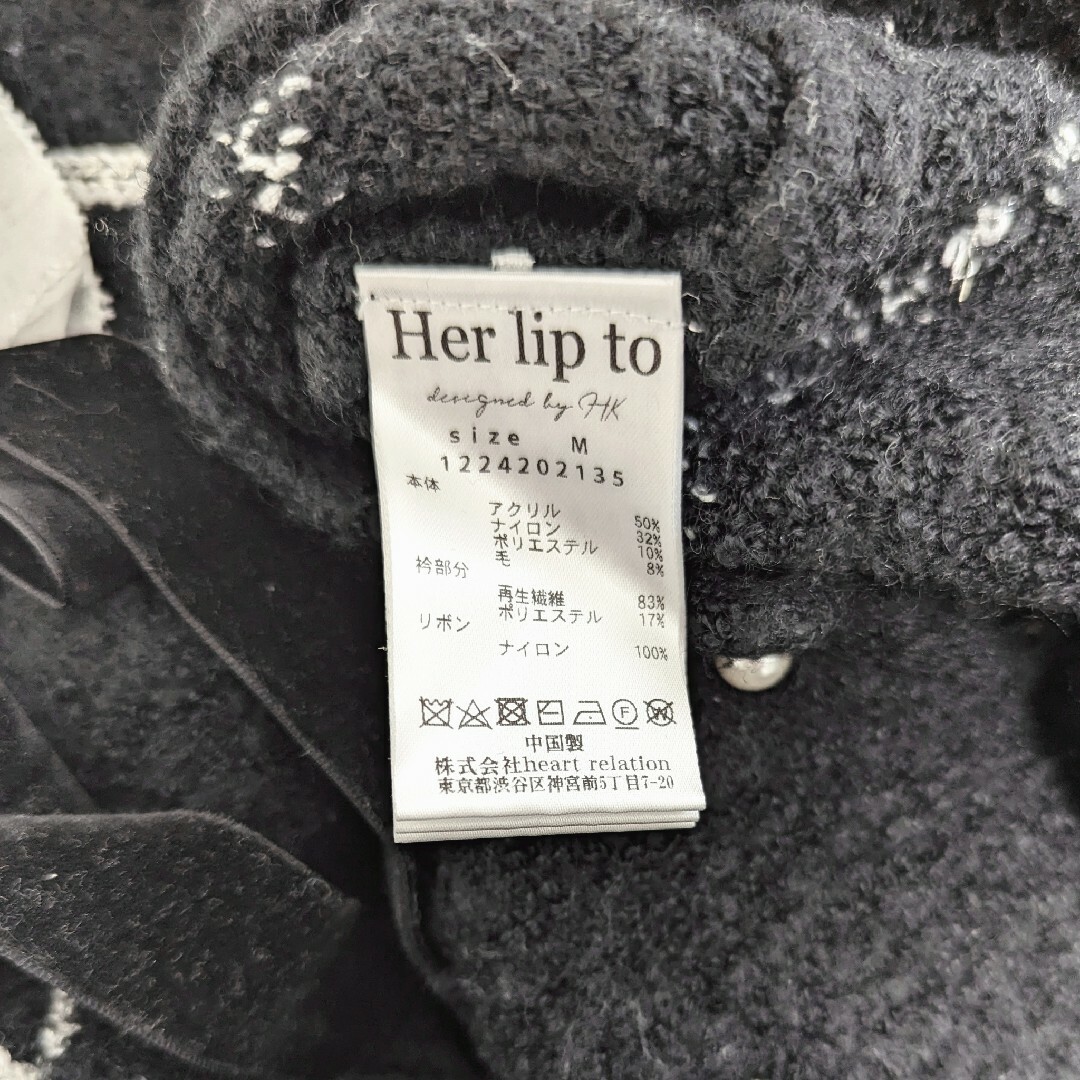 Her lip to
designed by HK
size M
1224202135
本体
アクリル 50%
ナイロン 32%
ポリエステル 10%
毛 8%
衿部分
再生繊維 83%
ポリエステル 17%
リボン
ナイロン 100%
中国製
株式会社heart relation
東京都渋谷区神宮前5丁目7-20